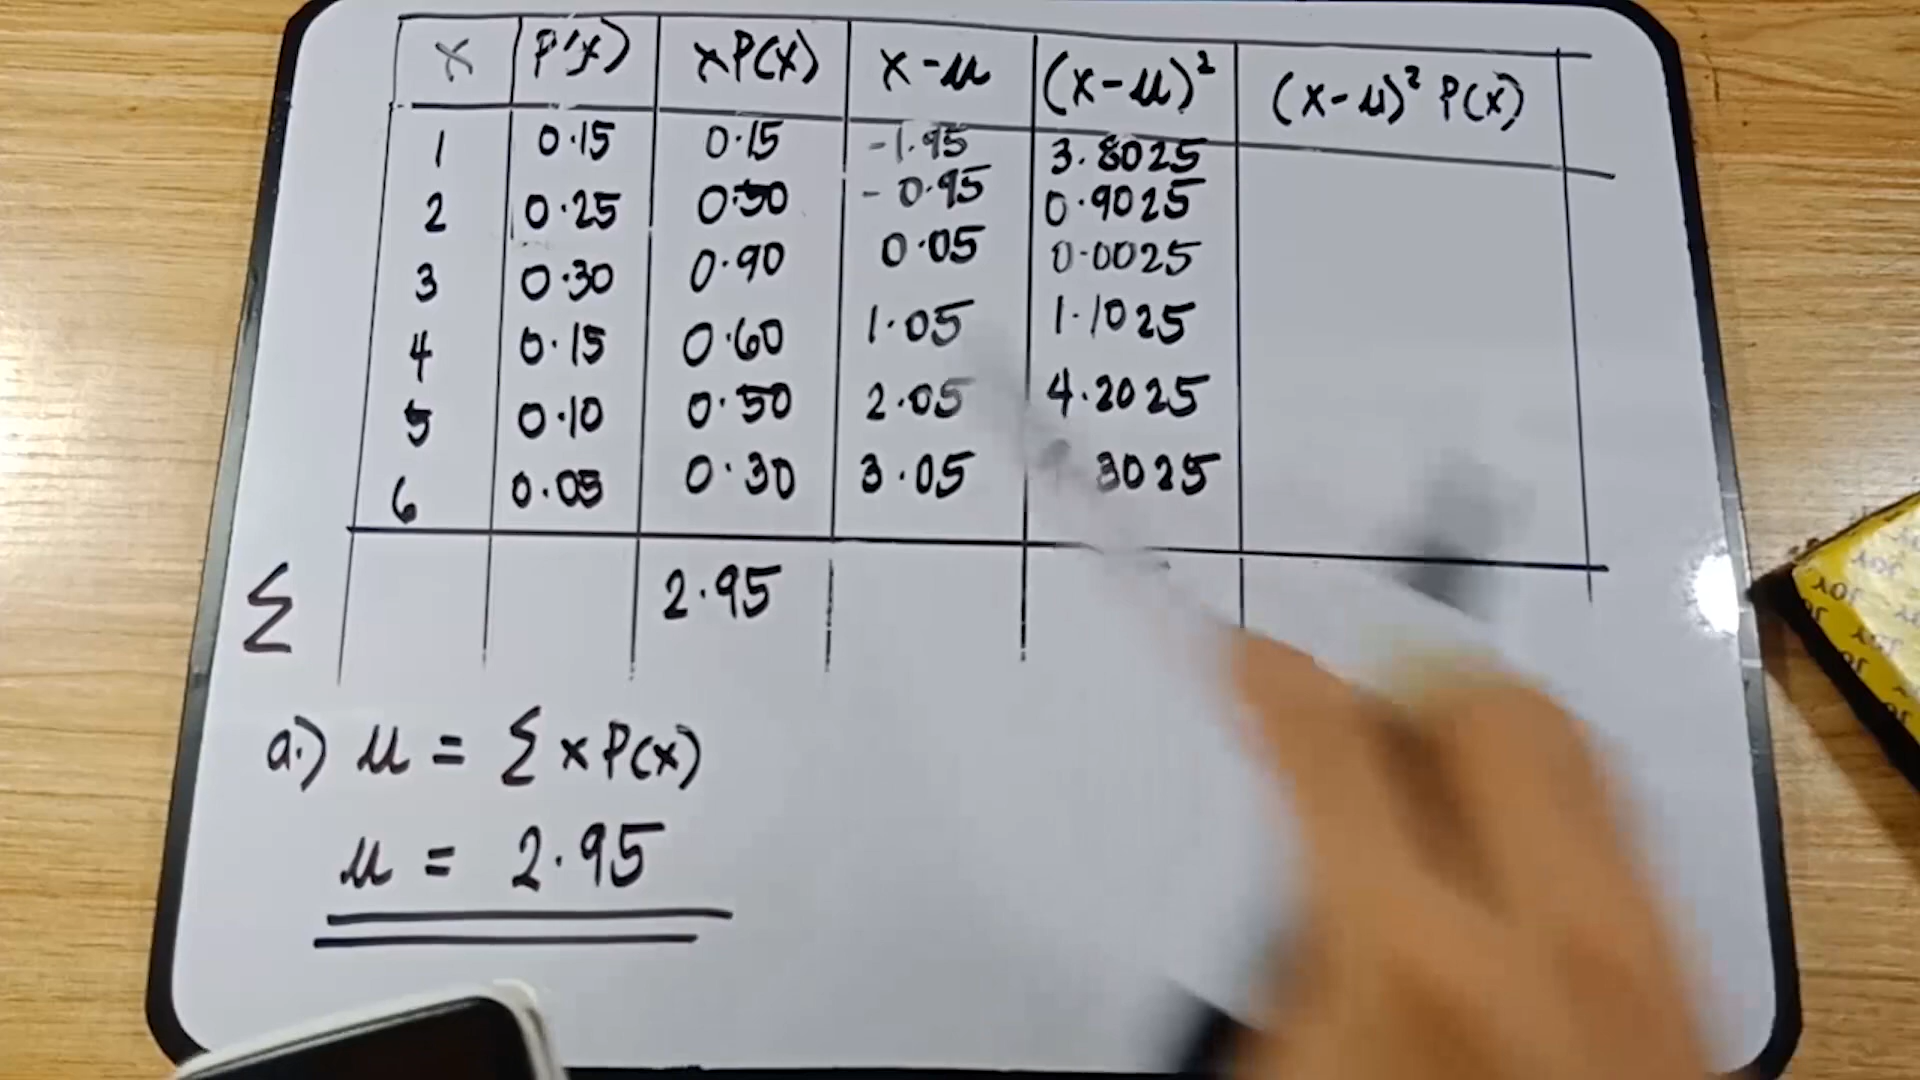 x P(x) xP(x) x-μ (x-μ)² (x-μ)² P(x)
1 0.15 0.15 -1.95 3.8025
2 0.25 0.50 -0.95 0.9025
3 0.30 0.90 0.05 0.0025
4 0.15 0.60 1.05 1.1025
5 0.10 0.50 2.05 4.2025
6 0.05 0.30 3.05 3025
Σ 2.95
a.) μ = Σ x P(x)
μ = 2.95
JOY
JOY